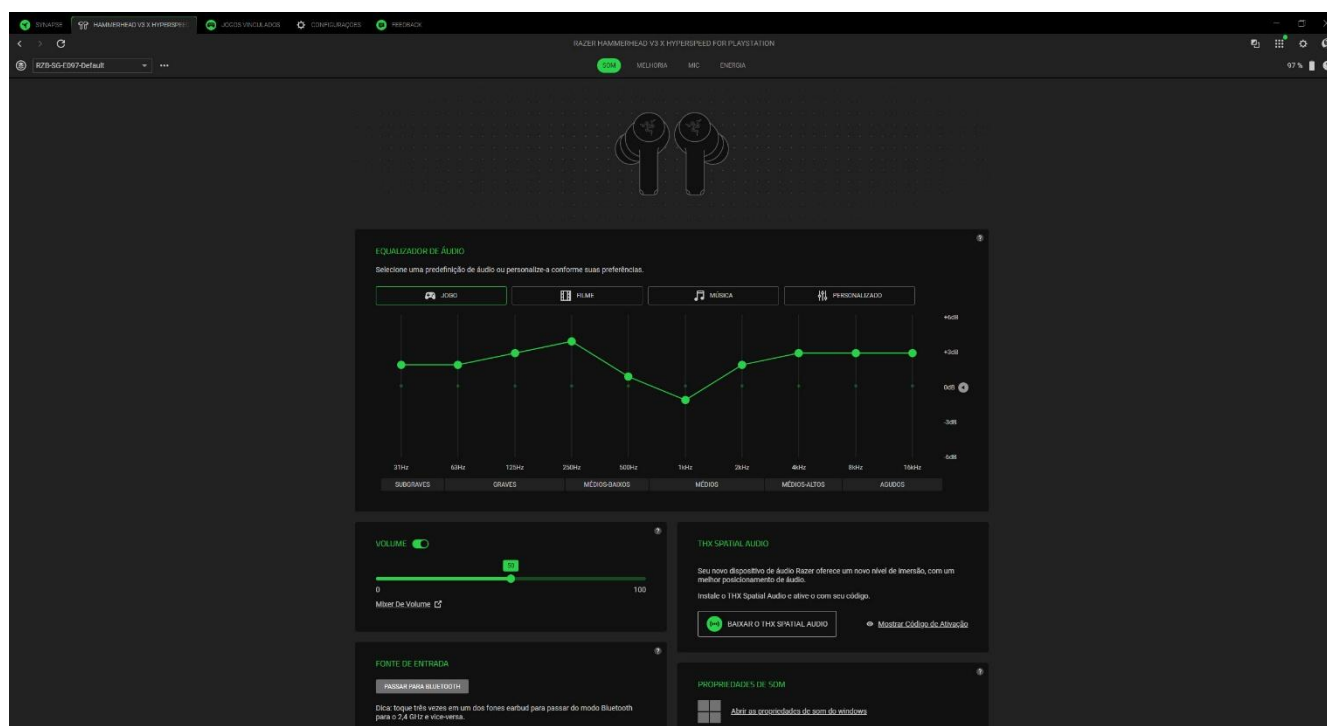 SYNAPSE
HAMMERHEAD V3 X HYPERSPEE
JOGOS VINCULADOS
CONFIGURAÇÕES
FEEDBACK
RAZER HAMMERHEAD V3 X HYPERSPEED FOR PLAYSTATION
RZB-SG-E097-Default
SOM
MELHORIA
MIC
ENERGIA
97 %
EQUALIZADOR DE ÁUDIO
Selecione uma predefinição de áudio ou personalize-a conforme suas preferências.
JOGO
FILME
MÚSICA
PERSONALIZADO
+6dB
+3dB
0dB
-3dB
-6dB
31Hz 63Hz 125Hz 250Hz 500Hz 1kHz 2kHz 4kHz 8kHz 16kHz
SUBGRAVES GRAVES MÉDIOS-BAIXOS MÉDIOS MÉDIOS-ALTOS AGUDOS
VOLUME
50
0 100
Mixer De Volume
THX SPATIAL AUDIO
Seu novo dispositivo de áudio Razer oferece um novo nível de imersão, com um
melhor posicionamento de áudio.
Instale o THX Spatial Audio e ative o com seu código.
BAIXAR O THX SPATIAL AUDIO
Mostrar Código de Ativação
FONTE DE ENTRADA
PASSAR PARA BLUETOOTH
Dica: toque três vezes em um dos fones earbud para passar do modo Bluetooth
para o 2,4 GHz e vice-versa.
PROPRIEDADES DE SOM
Abrir as propriedades de som do windows